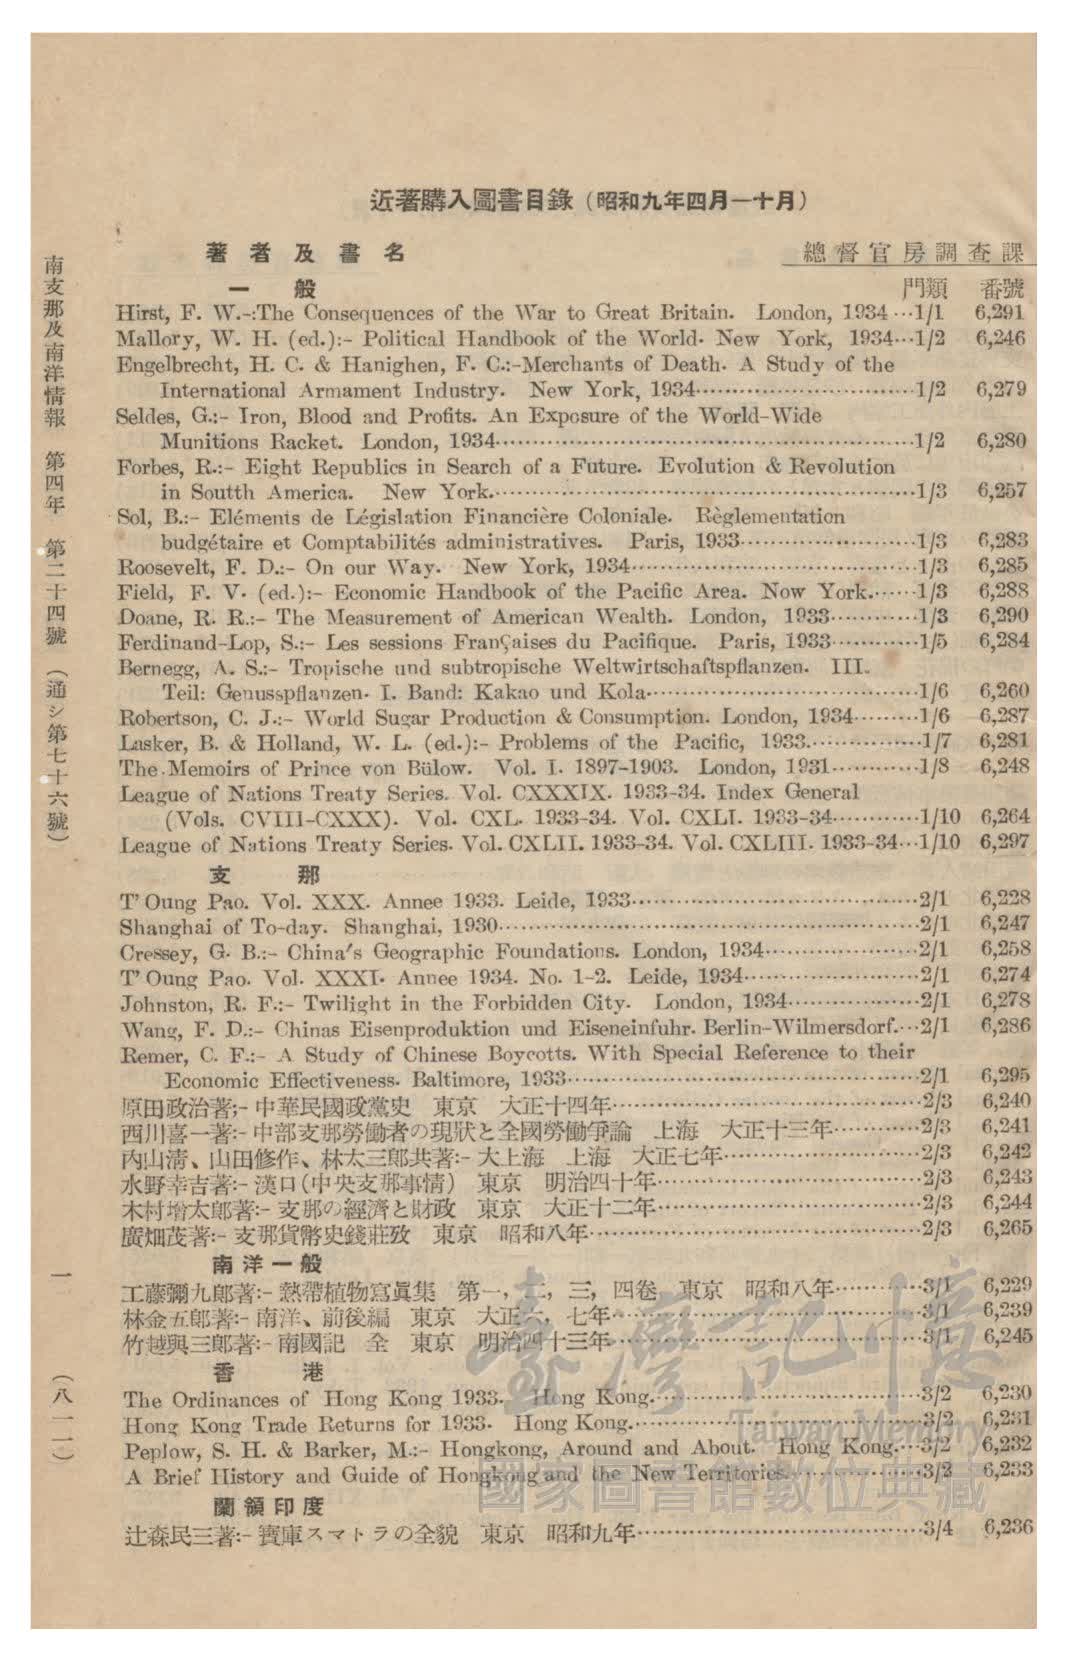 近著購入圖書目錄（昭和九年四月—十月）
著者及書名
總督官房調査課
一般 門類 番號
Hirst, F. W.-:The Consequences of the War to Great Britain. London, 1934…1/1 6,291
Mallory, W. H. (ed.):- Political Handbook of the World. New York, 1934…1/2 6,246
Engelbrecht, H. C. & Hanighen, F. C.:-Merchants of Death. A Study of the
International Armament Industry. New York, 1934…1/2 6,279
Seldes, G.:- Iron, Blood and Profits. An Exposure of the World-Wide
Munitions Racket. London, 1934…1/2 6,280
Forbes, R.:- Eight Republics in Search of a Future. Evolution & Revolution
in Soutth America. New York.…1/3 6,257
Sol, B.:- Eléments de Législation Financière Coloniale. Règlementation
budgétaire et Comptabilités administratives. Paris, 1933…1/3 6,283
Roosevelt, F. D.:- On our Way. New York, 1934…1/3 6,285
Field, F. V. (ed.):- Economic Handbook of the Pacific Area. Now York.…1/3 6,288
Doane, R. R.:- The Measurement of American Wealth. London, 1933…1/3 6,290
Ferdinand-Lop, S.:- Les sessions Françaises du Pacifique. Paris, 1933…1/5 6,284
Bernegg, A. S.:- Tropische und subtropische Weltwirtschaftspflanzen. III.
Teil: Genusspflanzen. I. Band: Kakao und Kola…1/6 6,260
Robertson, C. J.:- World Sugar Production & Consumption. London, 1934…1/6 6,287
Lasker, B. & Holland, W. L. (ed.):- Problems of the Pacific, 1933.…1/7 6,281
The Memoirs of Prince von Bülow. Vol. I. 1897-1903. London, 1931…1/8 6,248
League of Nations Treaty Series. Vol. CXXXIX. 1933-34. Index General
(Vols. CVIII-CXXX). Vol. CXL. 1933-34. Vol. CXLI. 1933-34…1/10 6,264
League of Nations Treaty Series. Vol. CXLII. 1933-34. Vol. CXLIII. 1933-34…1/10 6,297
支那
T' Oung Pao. Vol. XXX. Annee 1933. Leide, 1933…2/1 6,228
Shanghai of To-day. Shanghai, 1930…2/1 6,247
Cressey, G. B.:- China's Geographic Foundations. London, 1934…2/1 6,258
T' Oung Pao. Vol. XXXI. Annee 1934. No. 1-2. Leide, 1934…2/1 6,274
Johnston, R. F.:- Twilight in the Forbidden City. London, 1934…2/1 6,278
Wang, F. D.:- Chinas Eisenproduktion und Eiseneinfuhr. Berlin-Wilmersdorf.…2/1 6,286
Remer, C. F.:- A Study of Chinese Boycotts. With Special Reference to their
Economic Effectiveness. Baltimore, 1933…2/1 6,295
原田政治著;- 中華民國政黨史 東京 大正十四年…2/3 6,240
西川喜一著:- 中部支那勞働者の現狀と全國勞働爭論 上海 大正十三年…2/3 6,241
內山淸、山田修作、林太三郎共著:- 大上海 上海 大正七年…2/3 6,242
水野幸吉著:- 漢口（中央支那事情） 東京 明治四十年…2/3 6,243
木村增太郎著:- 支那の經濟と財政 東京 大正十二年…2/3 6,244
廣畑茂著:- 支那貨幣史錢莊攷 東京 昭和八年…2/3 6,265
南洋一般
工藤彌九郎著:- 熱帶植物寫眞集 第一, 二, 三, 四卷 東京 昭和八年…3/1 6,229
林金五郎著:- 南洋、前後編 東京 大正六、七年…3/1 6,239
竹越與三郎著:- 南國記 全 東京 明治四十三年…3/1 6,245
香港
The Ordinances of Hong Kong 1933. Hong Kong.…3/2 6,230
Hong Kong Trade Returns for 1933. Hong Kong.…3/2 6,231
Peplow, S. H. & Barker, M.:- Hongkong, Around and About. Hong Kong.…3/2 6,232
A Brief History and Guide of Hongkong and the New Territories.…3/2 6,233
蘭領印度
辻森民三著:- 寶庫スマトラの全貌 東京 昭和九年…3/4 6,236
南支那及南洋情報 第四年 第二十四號 （通シ第七十六號）
一 （八一一）
臺灣記憶
Taiwan Memory
國家圖書館數位典藏